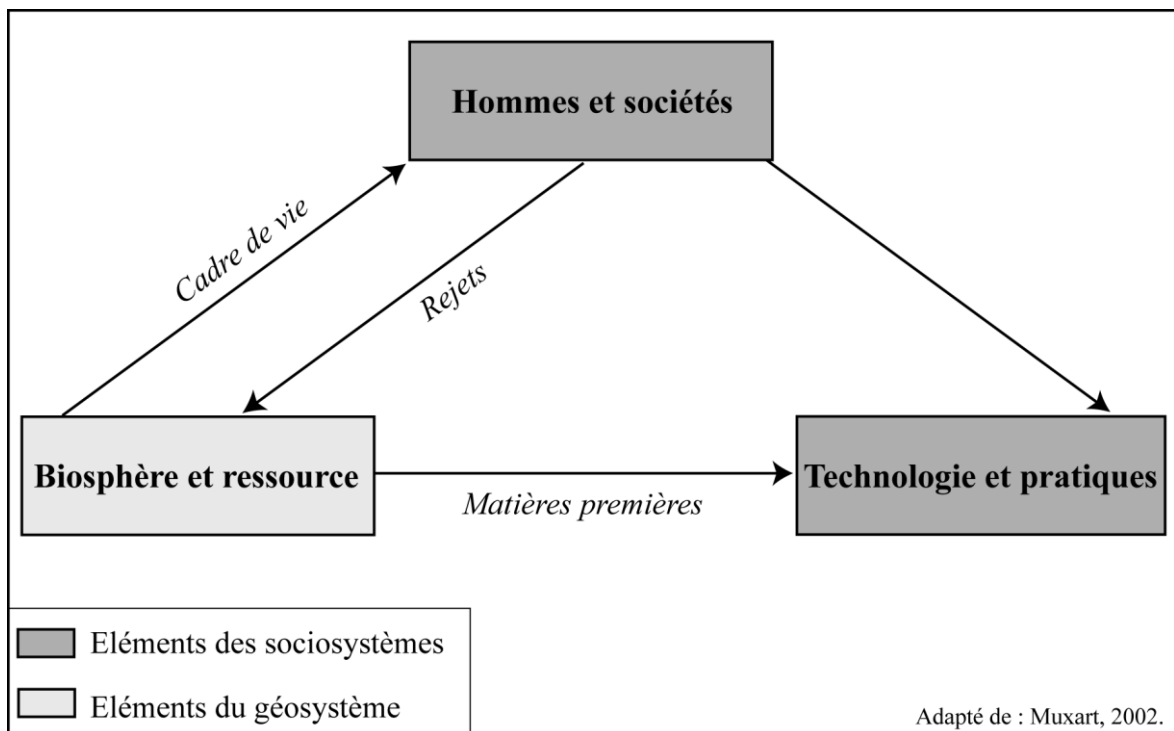 Hommes et sociétés
Cadre de vie
Rejets
Biosphère et ressource
Matières premières
Technologie et pratiques
Eléments des sociosystèmes
Eléments du géosystème
Adapté de : Muxart, 2002.